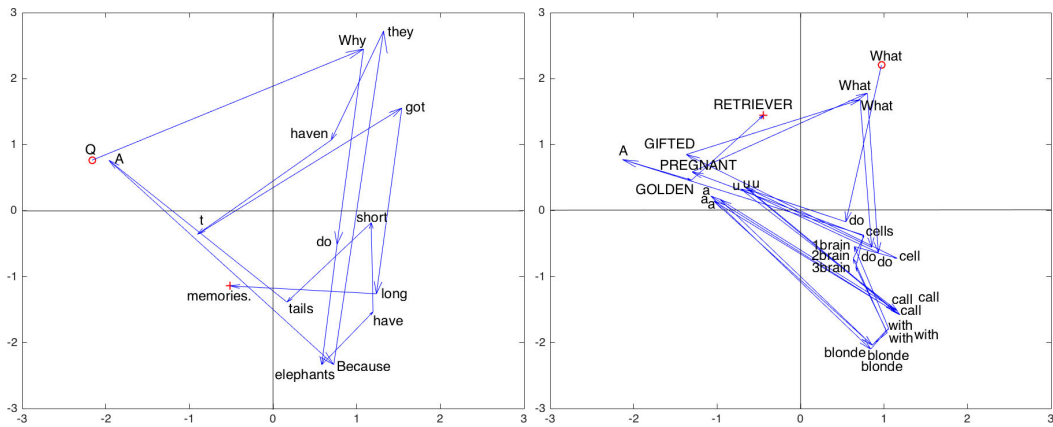 3
2
1
0
-1
-2
-3
-3
-2
-1
0
1
2
3
Why
they
got
Q
A
haven
t
short
do
memories.
long
tails
have
elephants
Because
3
2
1
0
-1
-2
-3
-3
-2
-1
0
1
2
3
What
What
What
RETRIEVER
GIFTED
A
PREGNANT
GOLDEN
u
u
u
a
a
a
do
cells
1brain
2brain
3brain
do
do
cell
call
call
call
with
with
with
blonde
blonde
blonde